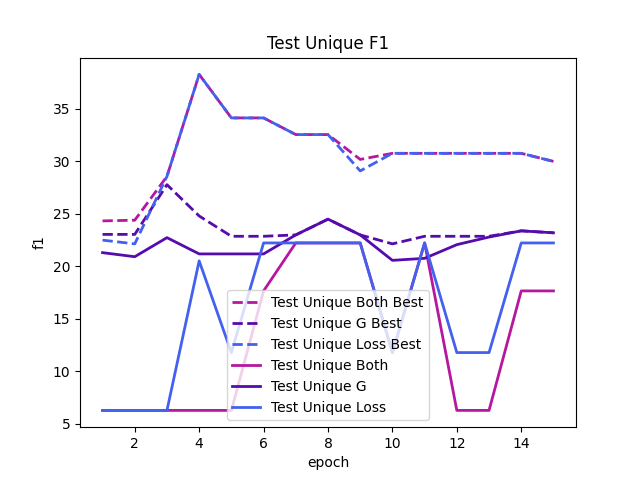 Test Unique F1
f1
35
30
25
20
15
10
5
2
4
6
8
10
12
14
epoch
Test Unique Both Best
Test Unique G Best
Test Unique Loss Best
Test Unique Both
Test Unique G
Test Unique Loss